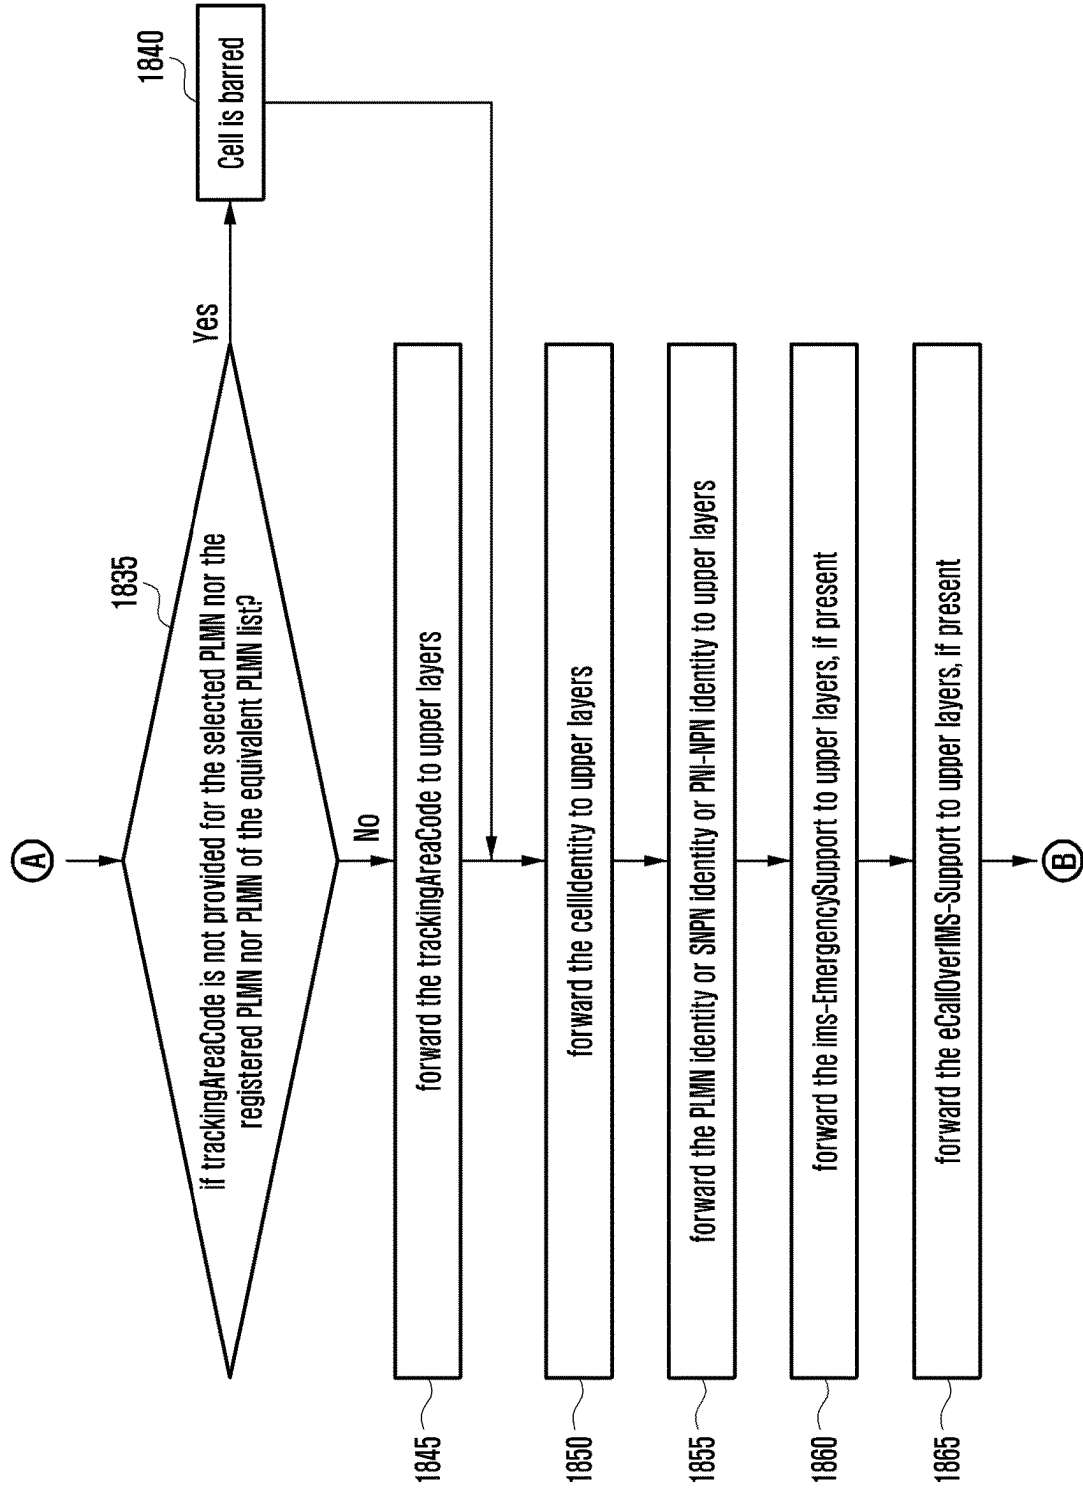 A
1835
if trackingAreaCode is not provided for the selected PLMN nor the
registered PLMN nor PLMN of the equivalent PLMN list?
Yes
1840
Cell is barred
No
1845
forward the trackingAreaCode to upper layers
1850
forward the cellIdentity to upper layers
1855
forward the PLMN identity or SNPN identity or PNI-NPN identity to upper layers
1860
forward the ims-EmergencySupport to upper layers, if present
1865
forward the eCallOverIMS-Support to upper layers, if present
B